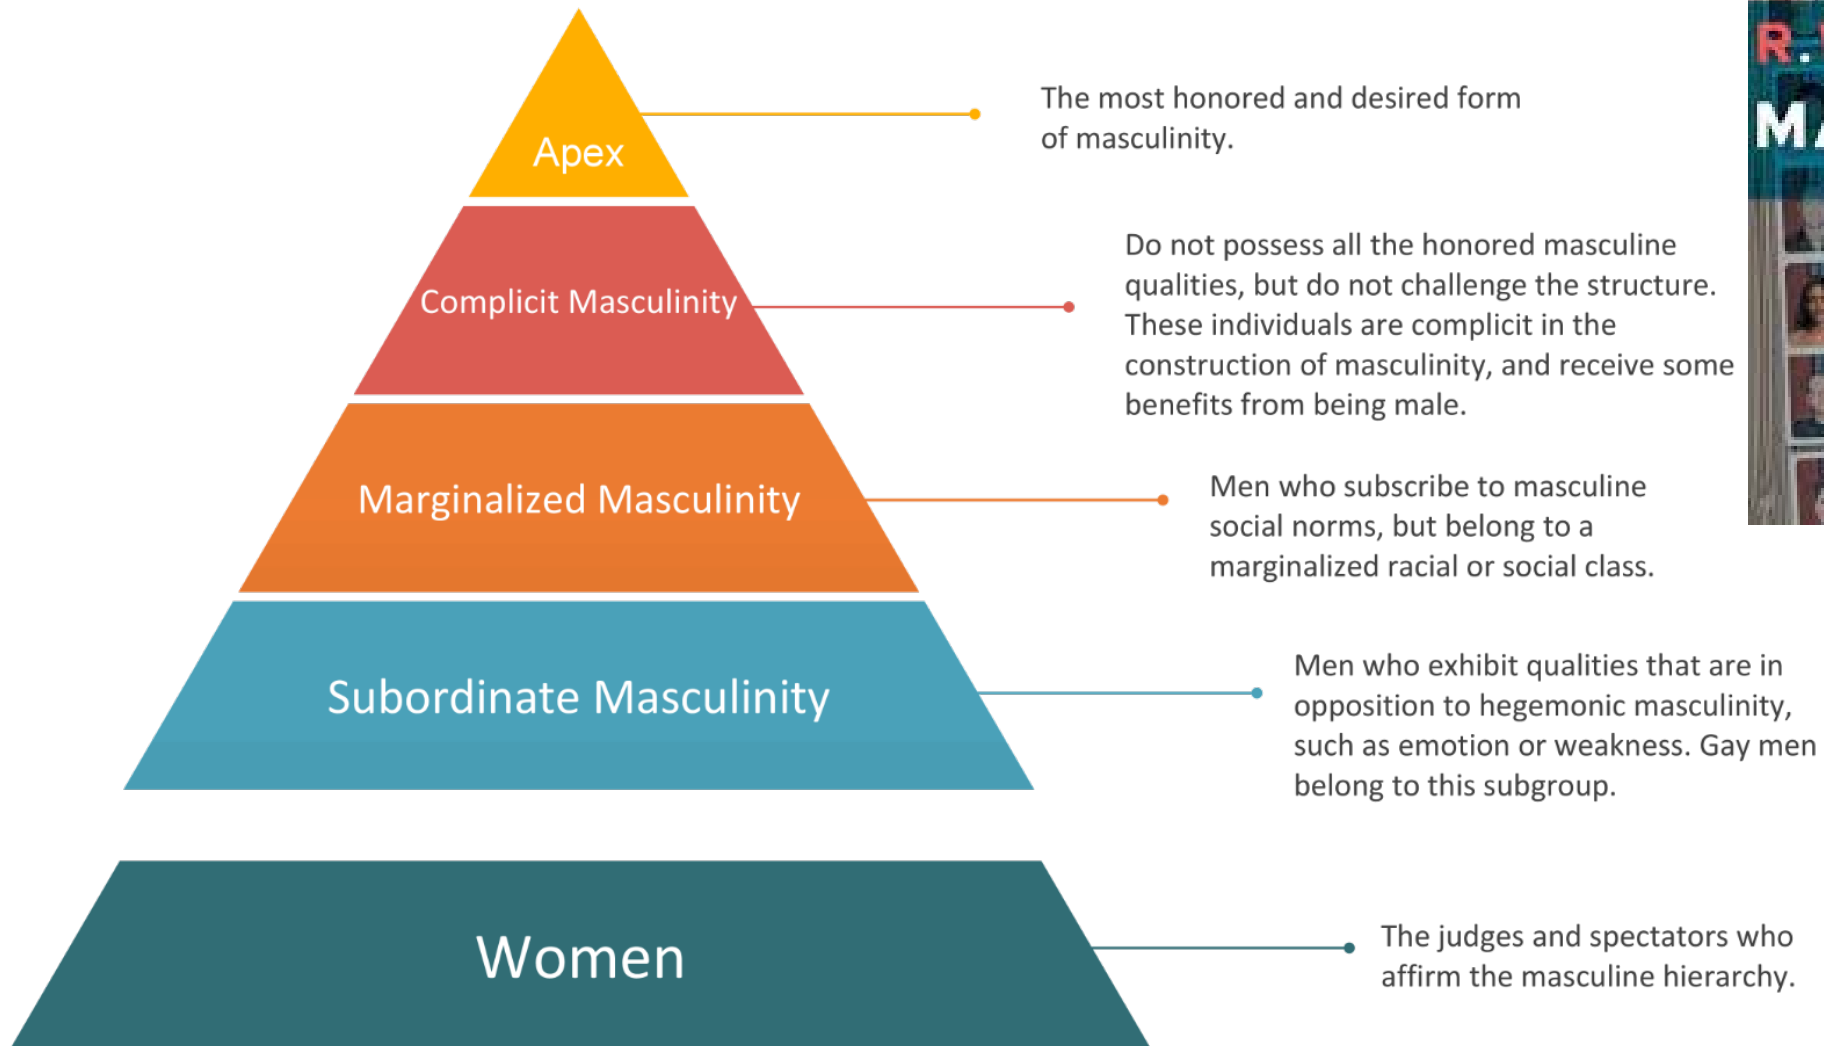 Apex
The most honored and desired form
of masculinity.
Complicit Masculinity
Do not possess all the honored masculine
qualities, but do not challenge the structure.
These individuals are complicit in the
construction of masculinity, and receive some
benefits from being male.
Marginalized Masculinity
Men who subscribe to masculine
social norms, but belong to a
marginalized racial or social class.
Subordinate Masculinity
Men who exhibit qualities that are in
opposition to hegemonic masculinity,
such as emotion or weakness. Gay men
belong to this subgroup.
Women
The judges and spectators who
affirm the masculine hierarchy.
R.
MA